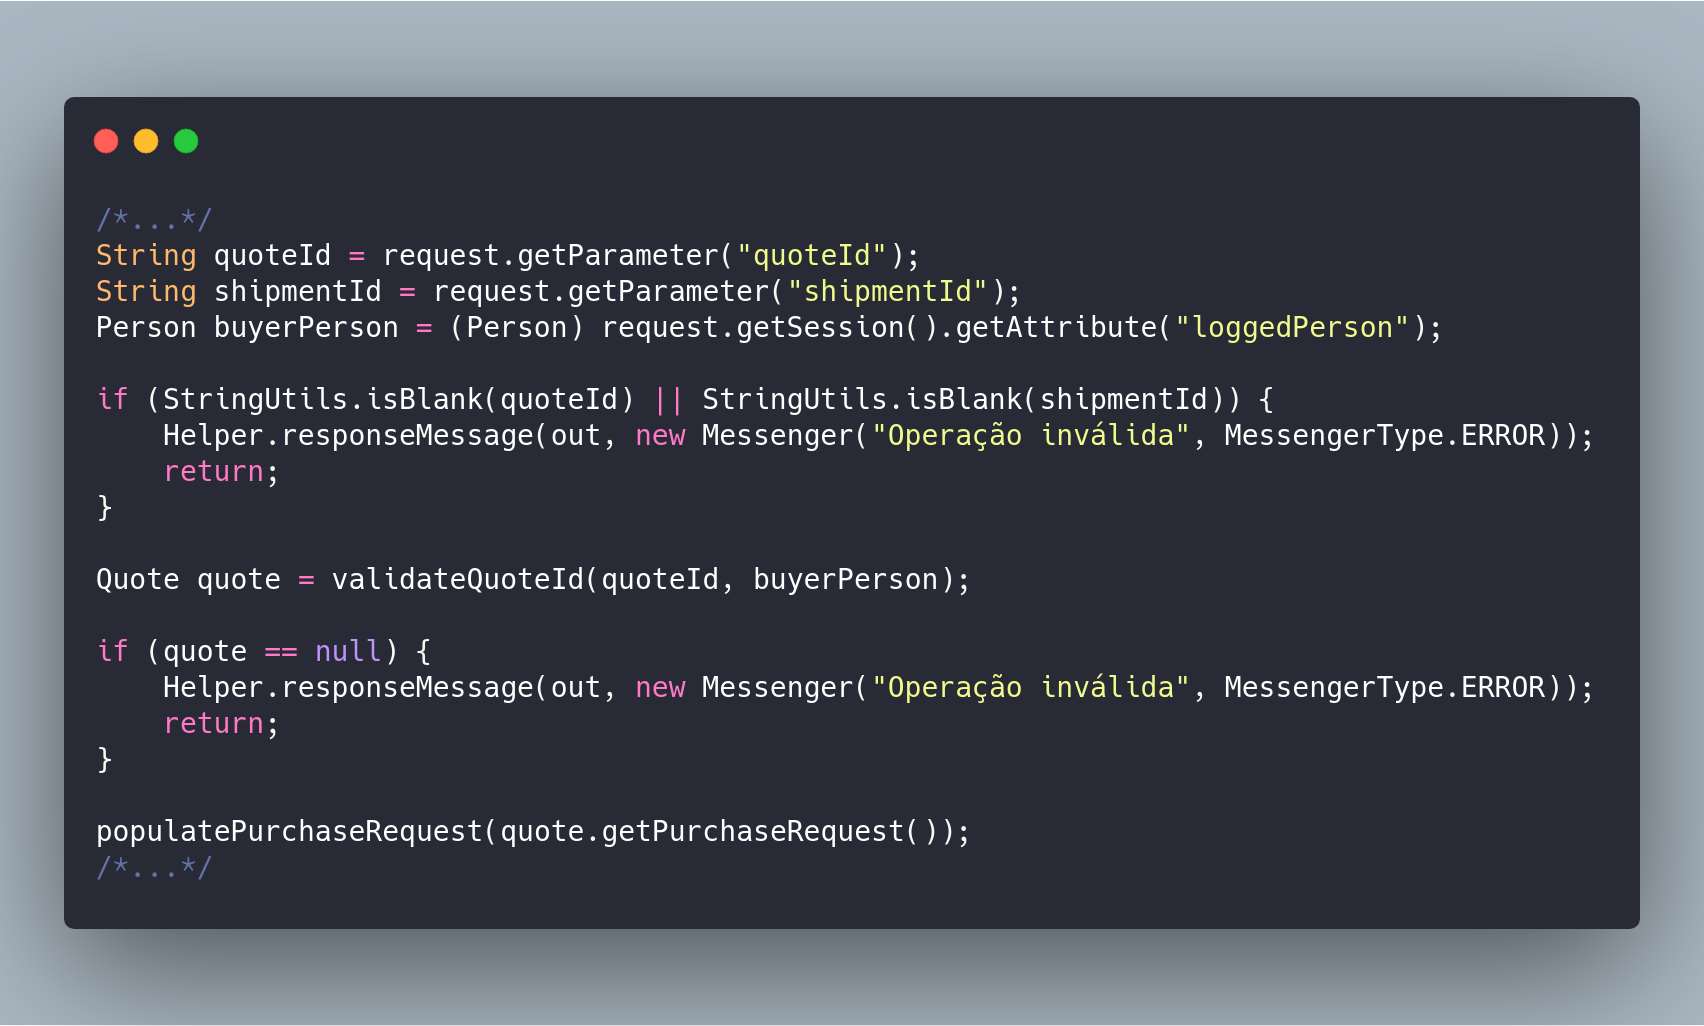 /*...*/
String quoteId = request.getParameter("quoteId");
String shipmentId = request.getParameter("shipmentId");
Person buyerPerson = (Person) request.getSession().getAttribute("loggedPerson");
if (StringUtils.isBlank(quoteId) || StringUtils.isBlank(shipmentId)) {
    Helper.responseMessage(out, new Messenger("Operação inválida", MessengerType.ERROR));
    return;
}
Quote quote = validateQuoteId(quoteId, buyerPerson);
if (quote == null) {
    Helper.responseMessage(out, new Messenger("Operação inválida", MessengerType.ERROR));
    return;
}
populatePurchaseRequest(quote.getPurchaseRequest());
/*...*/